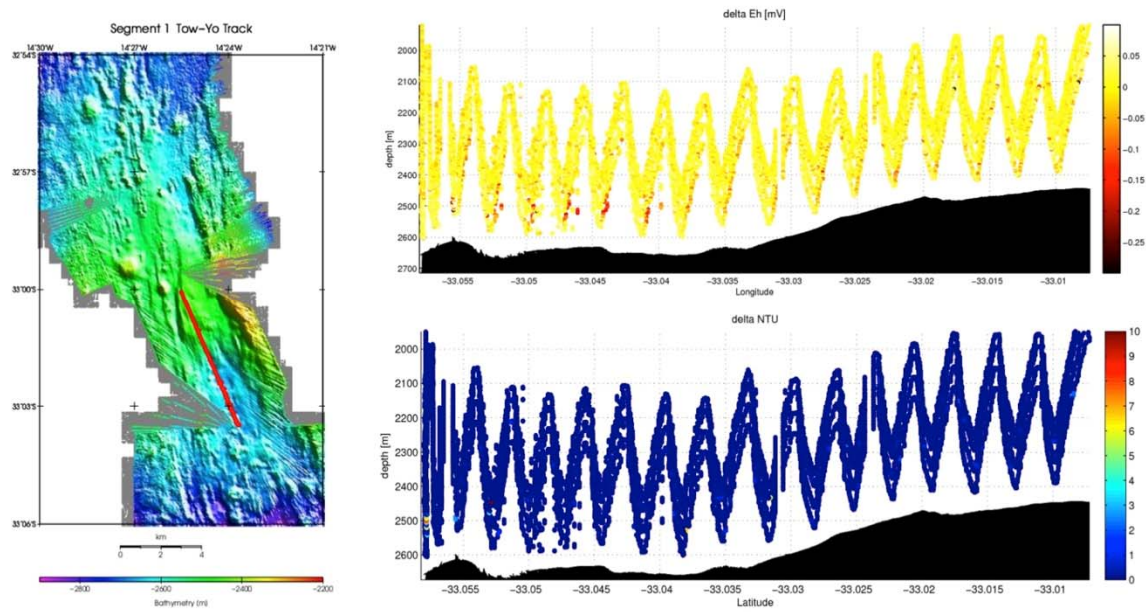 Segment 1 Tow-Yo Track
14°30'W 14°27'W 14°24'W 14°21'W
32°54'S
32°57'S
33°00'S
33°03'S
33°06'S
km
0 2 4
-2800 -2600 -2400 -2200
Bathymetry (m)
delta Eh [mV]
depth [m]
2000
2100
2200
2300
2400
2500
2600
2700
-33.055 -33.05 -33.045 -33.04 -33.035 -33.03 -33.025 -33.02 -33.015 -33.01
Longitude
0.05
0
-0.05
-0.1
-0.15
-0.2
-0.25
delta NTU
depth [m]
2000
2100
2200
2300
2400
2500
2600
-33.055 -33.05 -33.045 -33.04 -33.035 -33.03 -33.025 -33.02 -33.015 -33.01
Latitude
10
9
8
7
6
5
4
3
2
1
0